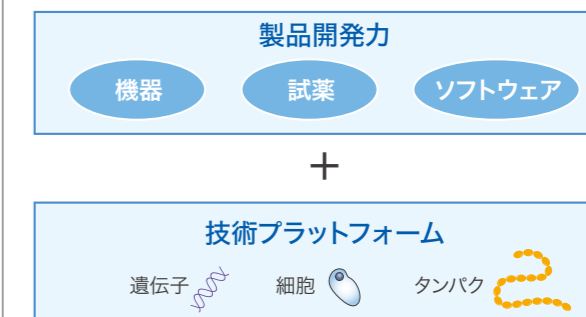 製品開発力
機器 試薬 ソフトウェア
+
技術プラットフォーム
遺伝子 細胞 タンパク